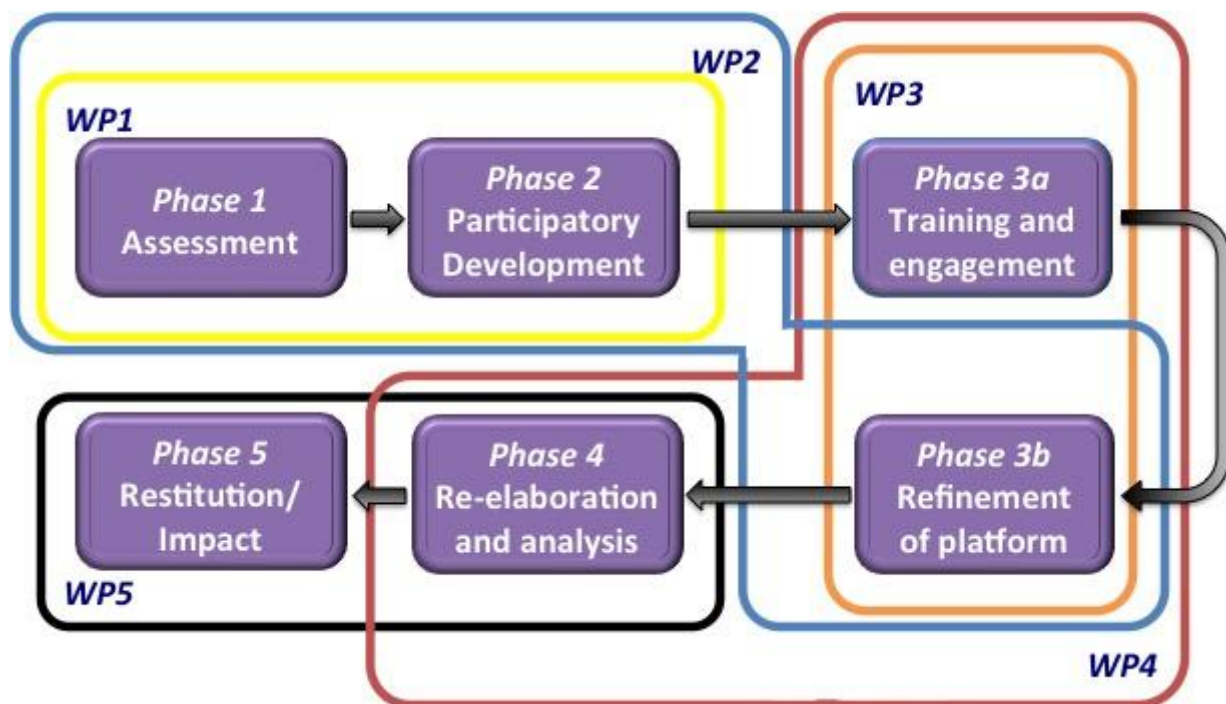 WP2
WP3
WP1
Phase 1
Assessment
Phase 2
Participatory
Development
Phase 3a
Training and
engagement
Phase 5
Restitution/
Impact
Phase 4
Re-elaboration
and analysis
Phase 3b
Refinement
of platform
WP5
WP4